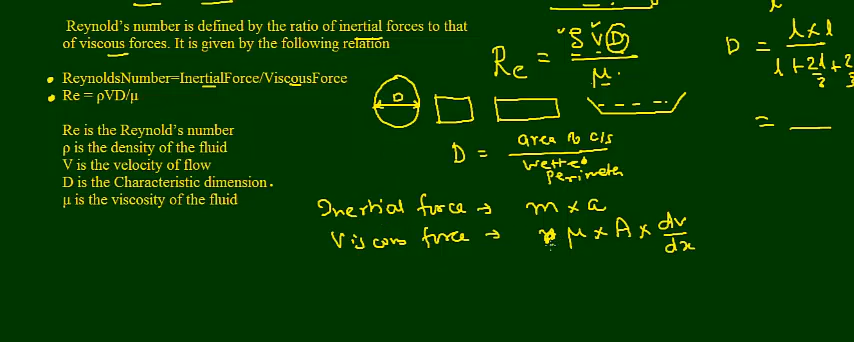 Reynold's number is defined by the ratio of inertial forces to that
of viscous forces. It is given by the following relation
ReynoldsNumber=InertialForce/ViscousForce
Re = ρVD/μ
Re is the Reynold's number
ρ is the density of the fluid
V is the velocity of flow
D is the Characteristic dimension.
μ is the viscosity of the fluid
Re = ρVD / μ
D
D = area of c/s / wetted perimeter
Inertial force → m × a
Viscous force → μ × A × dv/dx
D = l × l
=